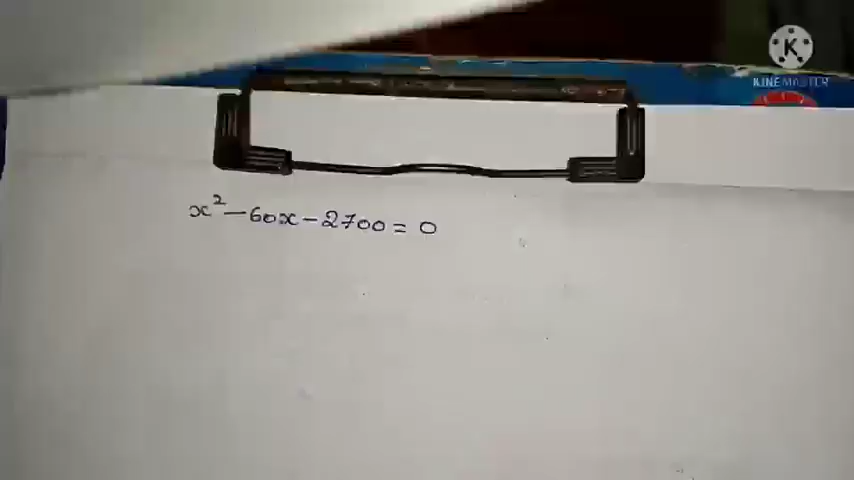 KINEMASTER
x² - 60x - 2700 = 0